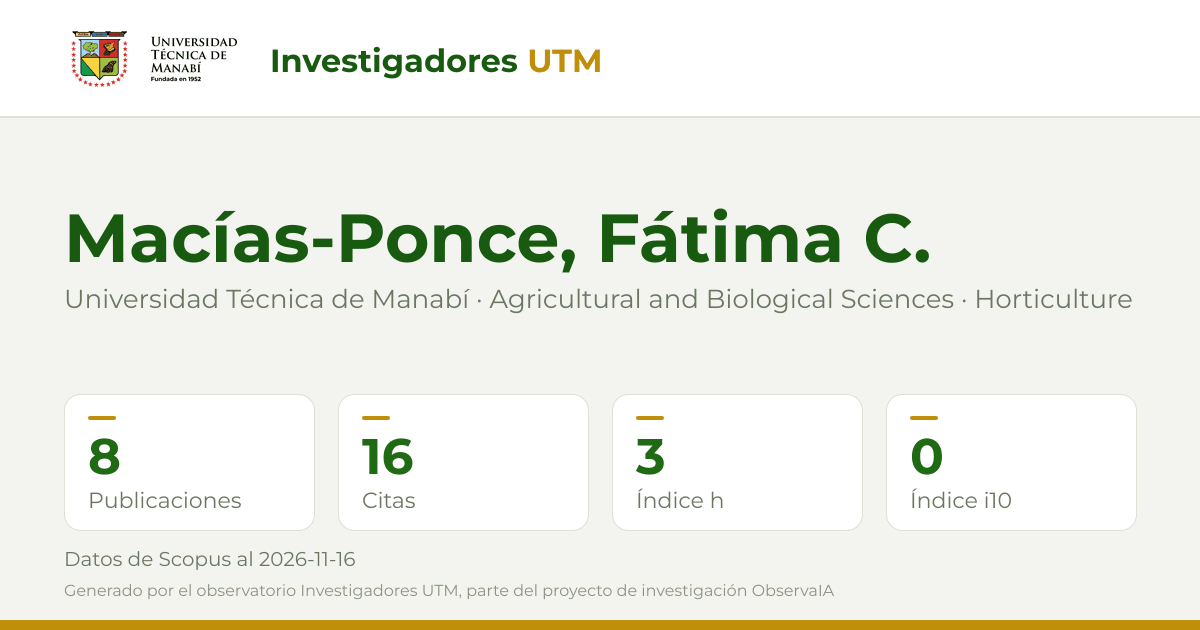 UNIVERSIDAD
TÉCNICA DE
MANABÍ
Fundada en 1952
Investigadores UTM
Macías-Ponce, Fátima C.
Universidad Técnica de Manabí · Agricultural and Biological Sciences · Horticulture
8
Publicaciones
16
Citas
3
Índice h
0
Índice i10
Datos de Scopus al 2026-11-16
Generado por el observatorio Investigadores UTM, parte del proyecto de investigación ObservaIA